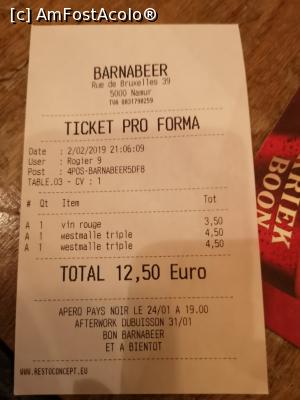 [c] AmFostAcolo®
BARNABEER
Rue de Bruxelles 39
5000 Namur
TVA 0831790259
TICKET PRO FORMA
Date : 2/02/2019 21:06:09
User : Rogier 9
Post : 4POS-BARNABEER5DF8
TABLE.03 - CV : 1
# Qt Item Tot
A 1 vin rouge 3,50
A 1 westmalle triple 4,50
A 1 westmalle triple 4,50
TOTAL 12,50 Euro
APERO PAYS NOIR LE 24/01 A 19.00
AFTERWORK DUBUISSON 31/01
BON BARNABEER
ET A BIENTOT
WWW.RESTOCONCEPT.EU
RIEK
BOON